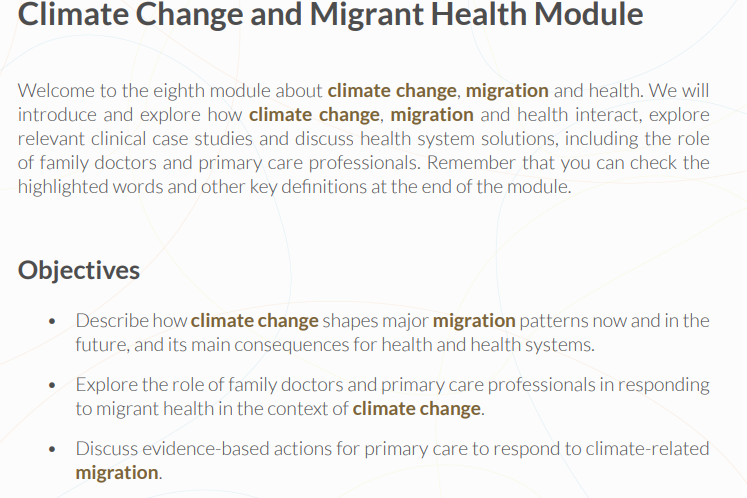 Climate Change and Migrant Health Module
Welcome to the eighth module about climate change, migration and health. We will
introduce and explore how climate change, migration and health interact, explore
relevant clinical case studies and discuss health system solutions, including the role
of family doctors and primary care professionals. Remember that you can check the
highlighted words and other key definitions at the end of the module.
Objectives
• Describe how climate change shapes major migration patterns now and in the
future, and its main consequences for health and health systems.
• Explore the role of family doctors and primary care professionals in responding
to migrant health in the context of climate change.
• Discuss evidence-based actions for primary care to respond to climate-related
migration.